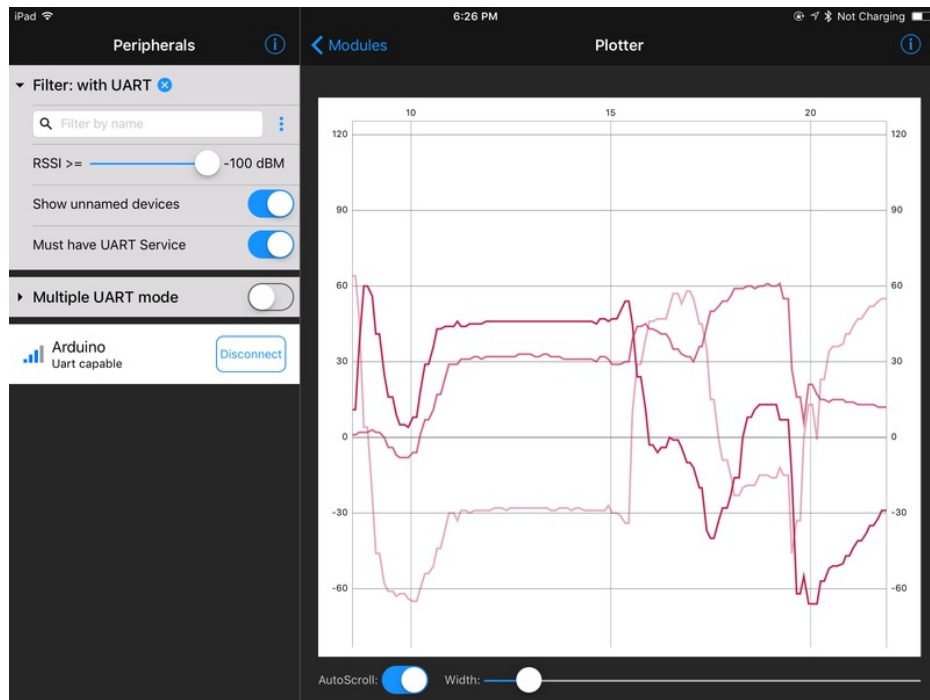 iPad 6:26 PM Not Charging
Peripherals
Modules Plotter
Filter: with UART
Filter by name
RSSI >= -100 dBM
Show unnamed devices
Must have UART Service
Multiple UART mode
Arduino
Uart capable
Disconnect
10 15 20
120 120
90 90
60 60
30 30
0 0
-30 -30
-60 -60
AutoScroll: Width: